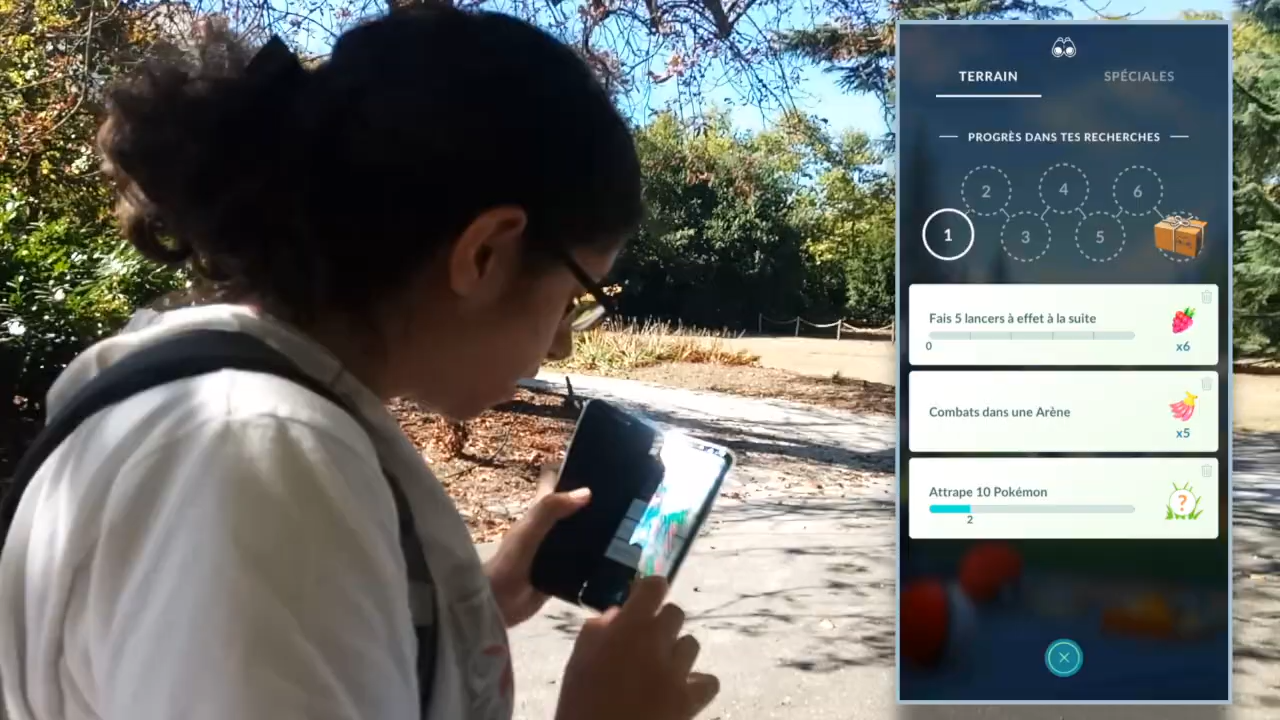 TERRAIN
SPÉCIALES
PROGRÈS DANS TES RECHERCHES
2
4
6
1
3
5
Fais 5 lancers à effet à la suite
0
x6
Combats dans une Arène
x5
Attrape 10 Pokémon
?
2